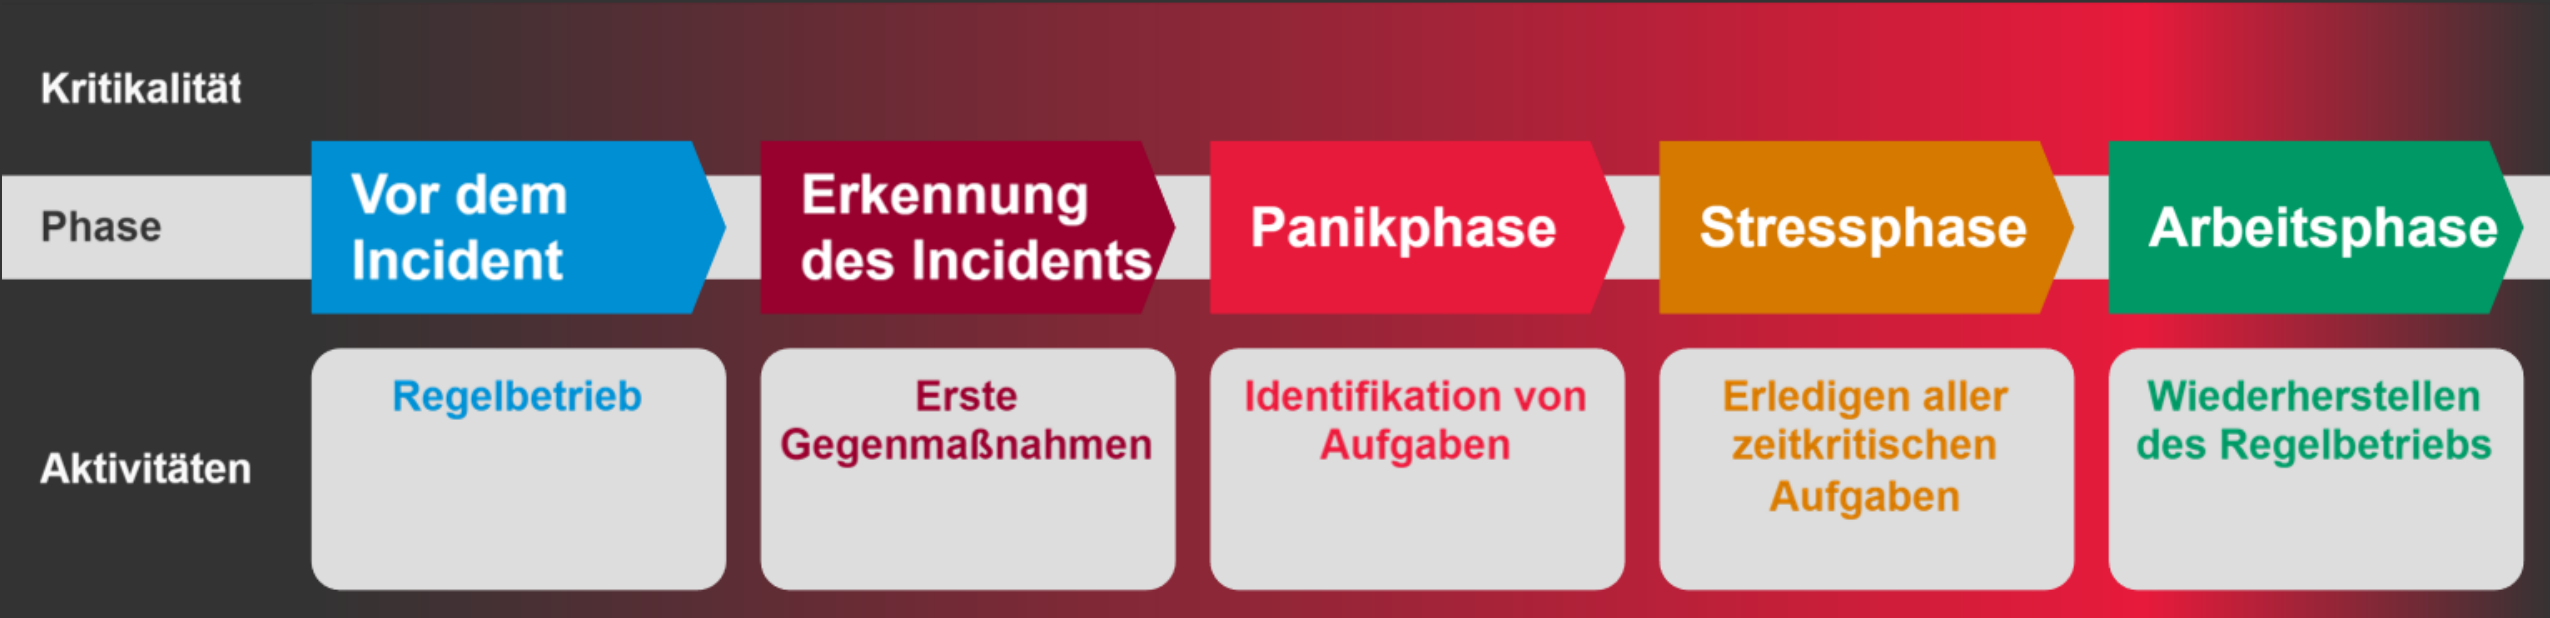 Kritikalität
Phase
Vor dem
Incident
Erkennung
des Incidents
Panikphase
Stressphase
Arbeitsphase
Aktivitäten
Regelbetrieb
Erste
Gegenmaßnahmen
Identifikation von
Aufgaben
Erledigen aller
zeitkritischen
Aufgaben
Wiederherstellen
des Regelbetriebs